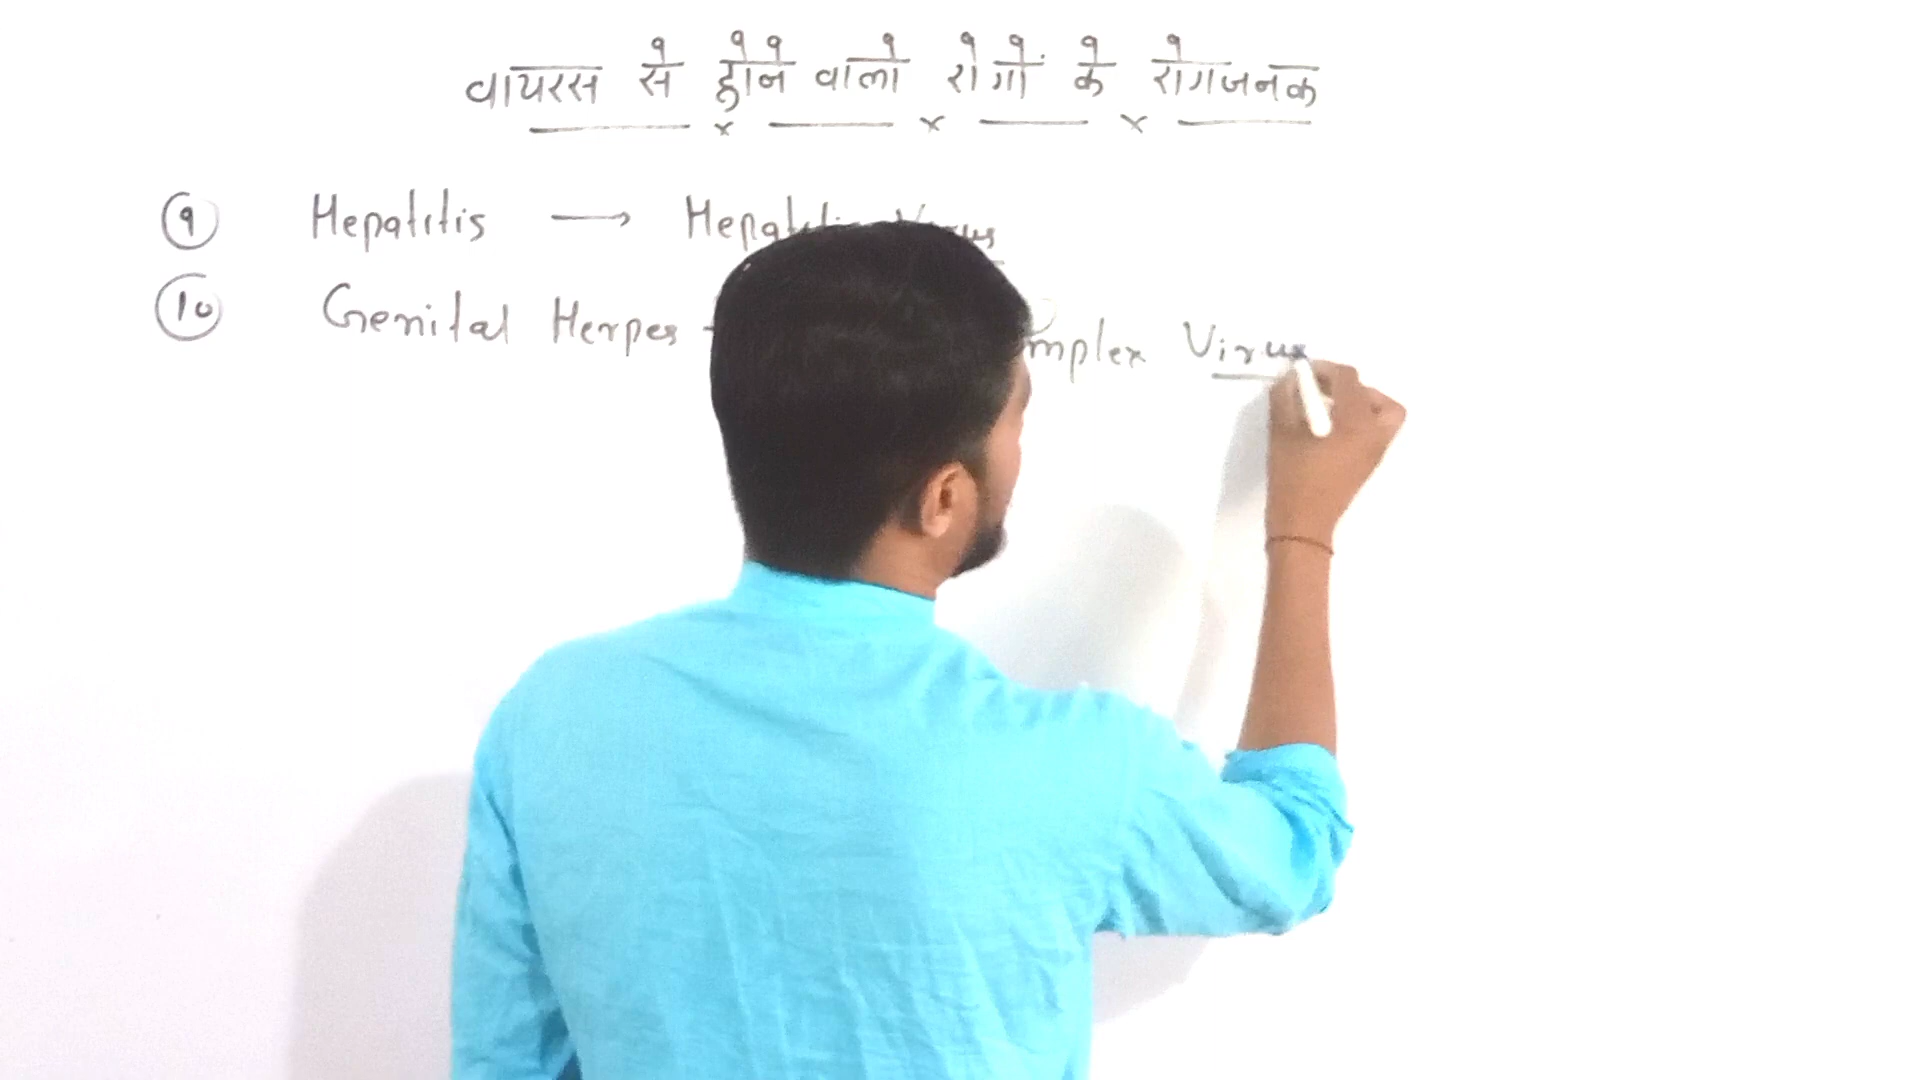 वायरस से होने वाले रोगों के रोगजनक
9 Hepatitis → Hepatitis Virus
10 Genital Herpes mplex Virus